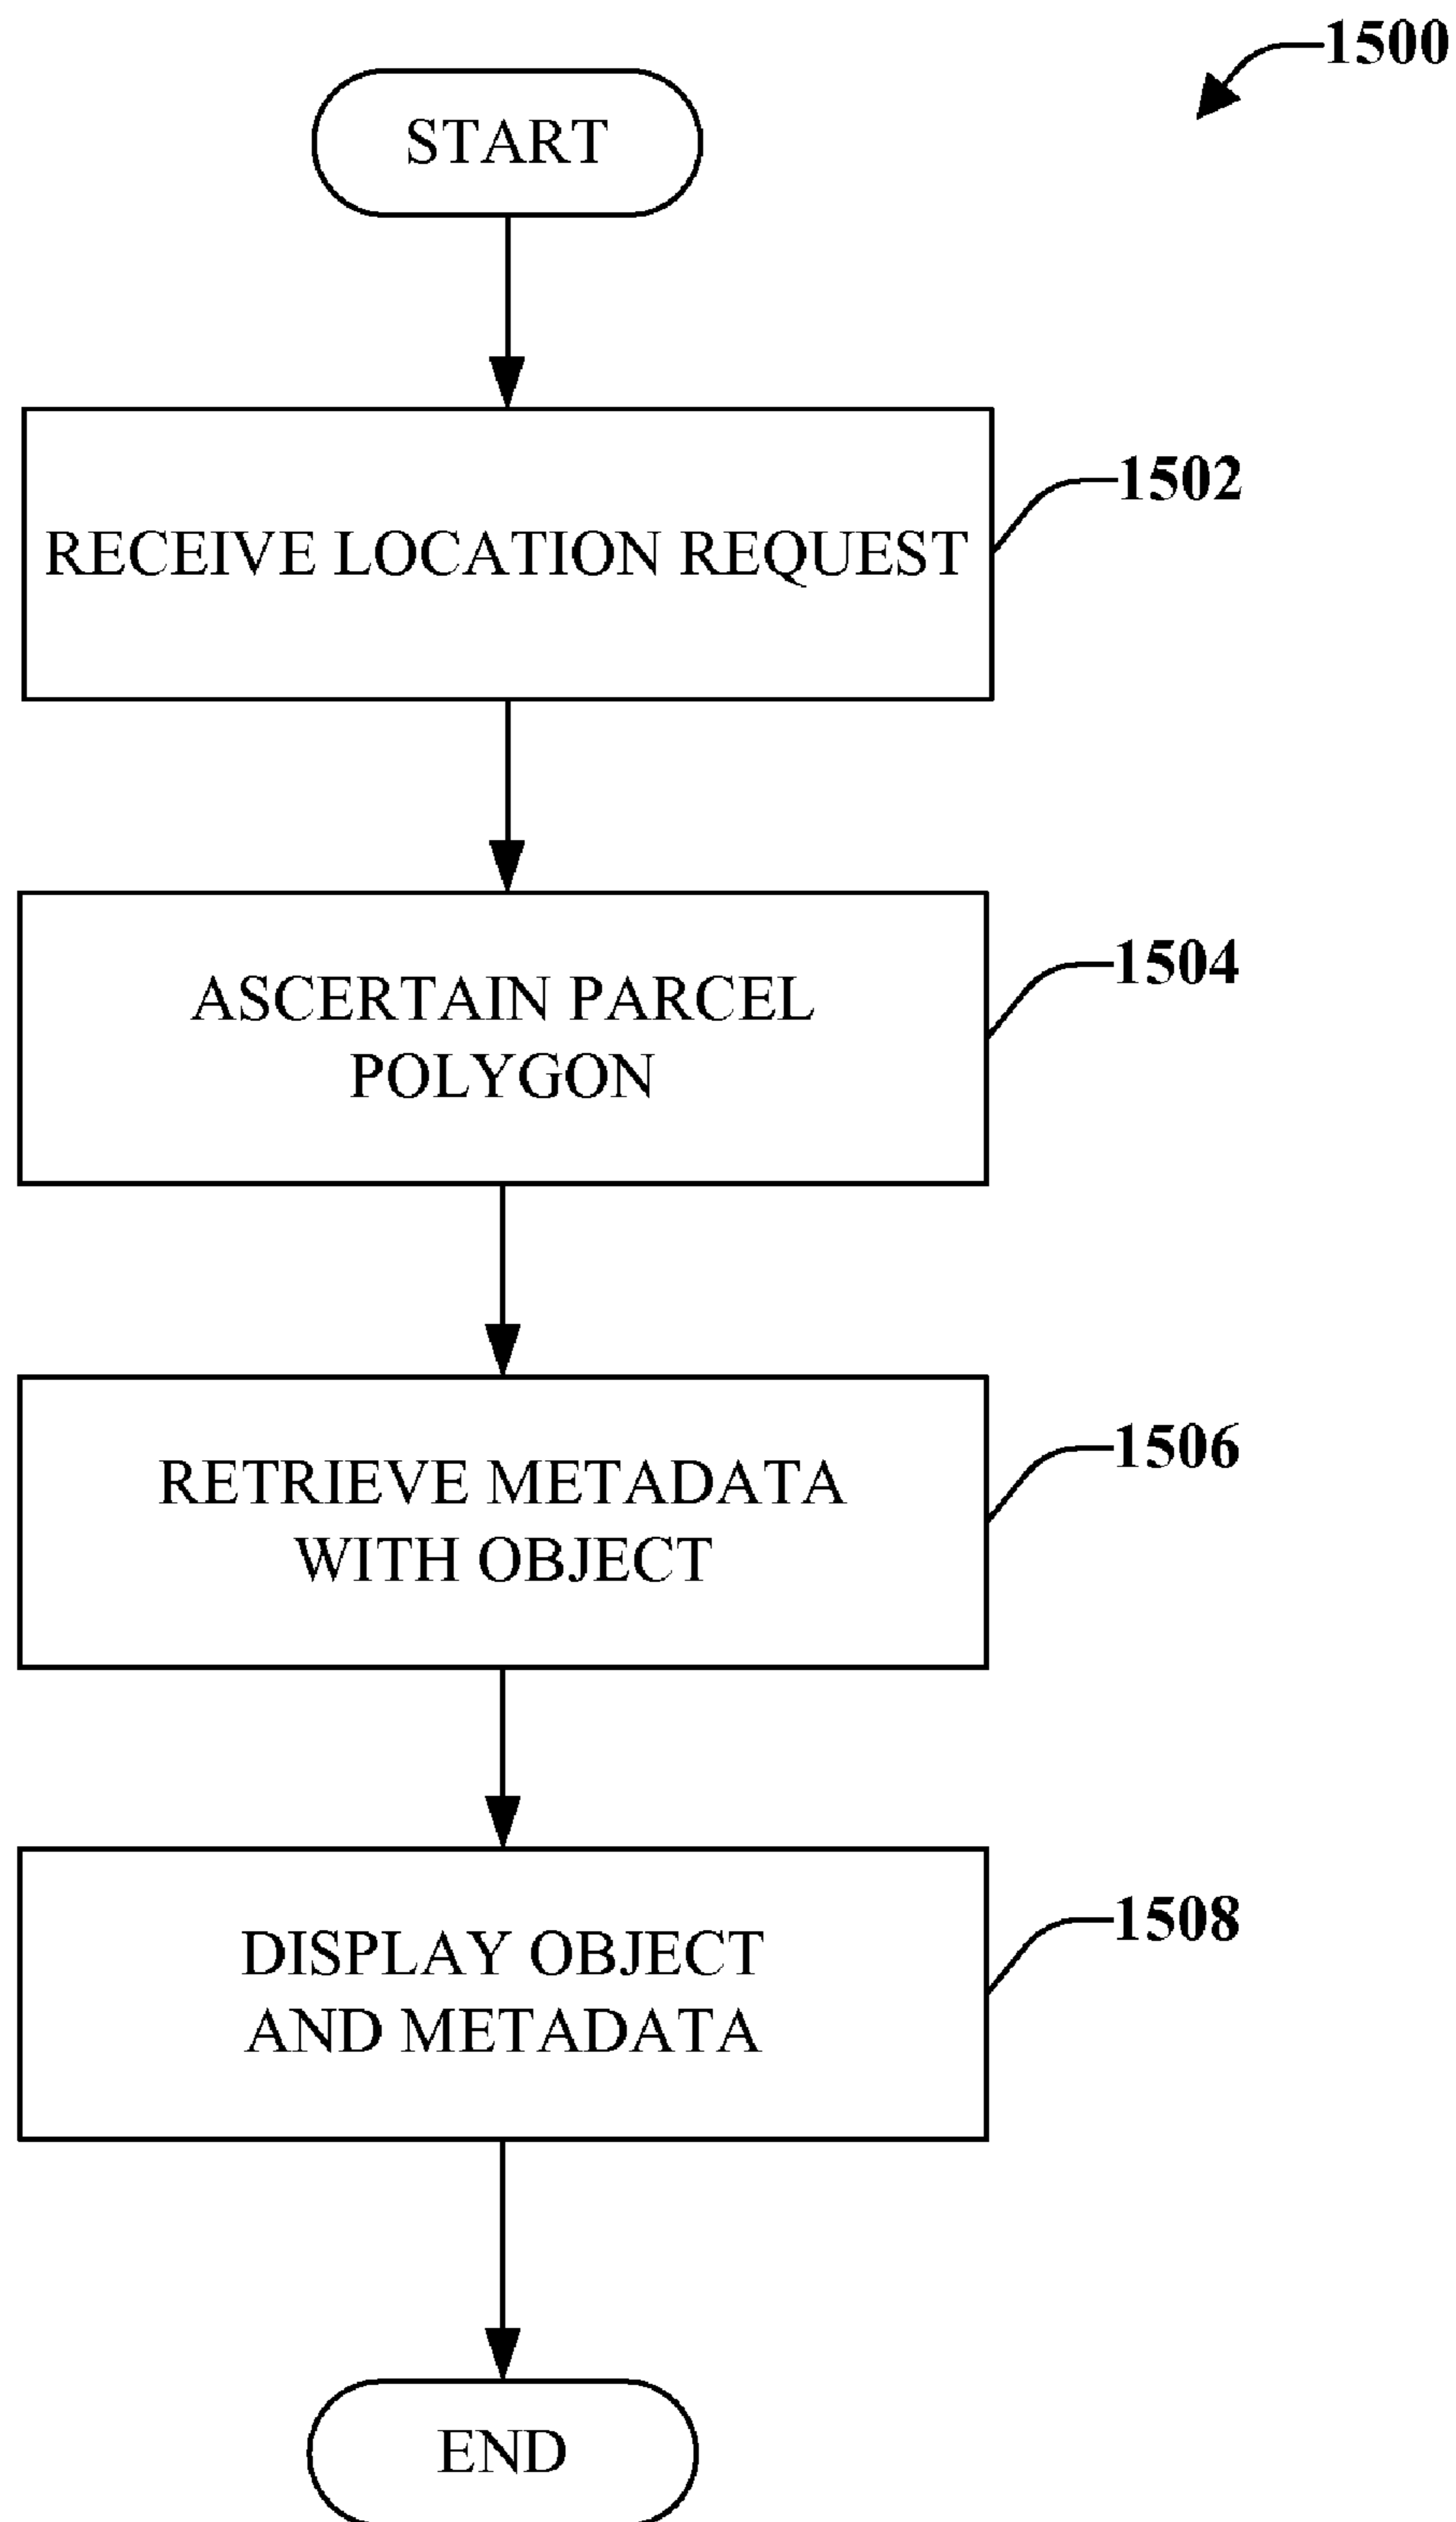 1500
START
RECEIVE LOCATION REQUEST
1502
ASCERTAIN PARCEL
POLYGON
1504
RETRIEVE METADATA
WITH OBJECT
1506
DISPLAY OBJECT
AND METADATA
1508
END